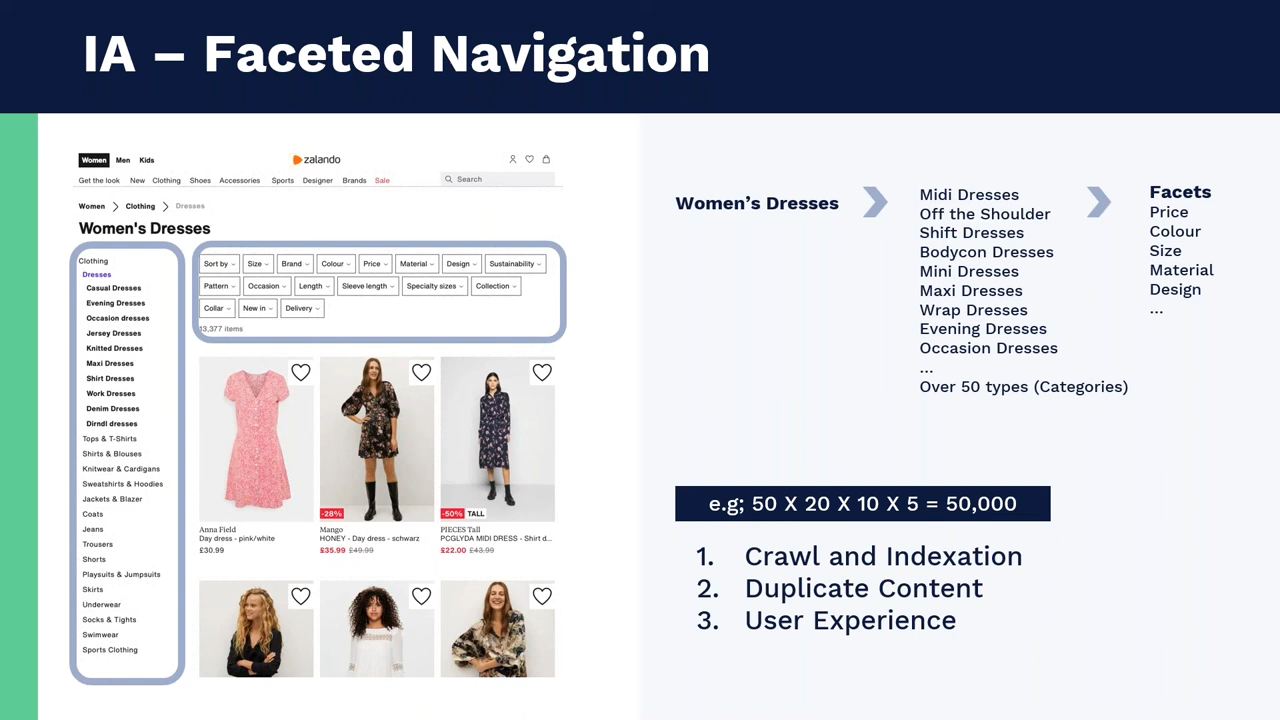 IA – Faceted Navigation
Women Men Kids
zalando
Get the look New Clothing Shoes Accessories Sports Designer Brands Sale
Search
Women Clothing Dresses
Women's Dresses
Clothing
Dresses
Casual Dresses
Evening Dresses
Occasion dresses
Jersey Dresses
Knitted Dresses
Maxi Dresses
Shirt Dresses
Work Dresses
Denim Dresses
Dirndl dresses
Tops & T-Shirts
Shirts & Blouses
Knitwear & Cardigans
Sweatshirts & Hoodies
Jackets & Blazer
Coats
Jeans
Trousers
Shorts
Playsuits & Jumpsuits
Skirts
Underwear
Socks & Tights
Swimwear
Sports Clothing
Sort by Size Brand Colour Price Material Design Sustainability
Pattern Occasion Length Sleeve length Specialty sizes Collection
Collar New in Delivery
13,377 items
Anna Field
Day dress - pink/white
£30.99
-28%
Mango
HONEY - Day dress - schwarz
£35.99 £49.99
-50% TALL
PIECES Tall
PCGLYDA MIDI DRESS - Shirt d...
£22.00 £43.99
Women’s Dresses
Midi Dresses
Off the Shoulder
Shift Dresses
Bodycon Dresses
Mini Dresses
Maxi Dresses
Wrap Dresses
Evening Dresses
Occasion Dresses
...
Over 50 types (Categories)
Facets
Price
Colour
Size
Material
Design
...
e.g; 50 X 20 X 10 X 5 = 50,000
1. Crawl and Indexation
2. Duplicate Content
3. User Experience